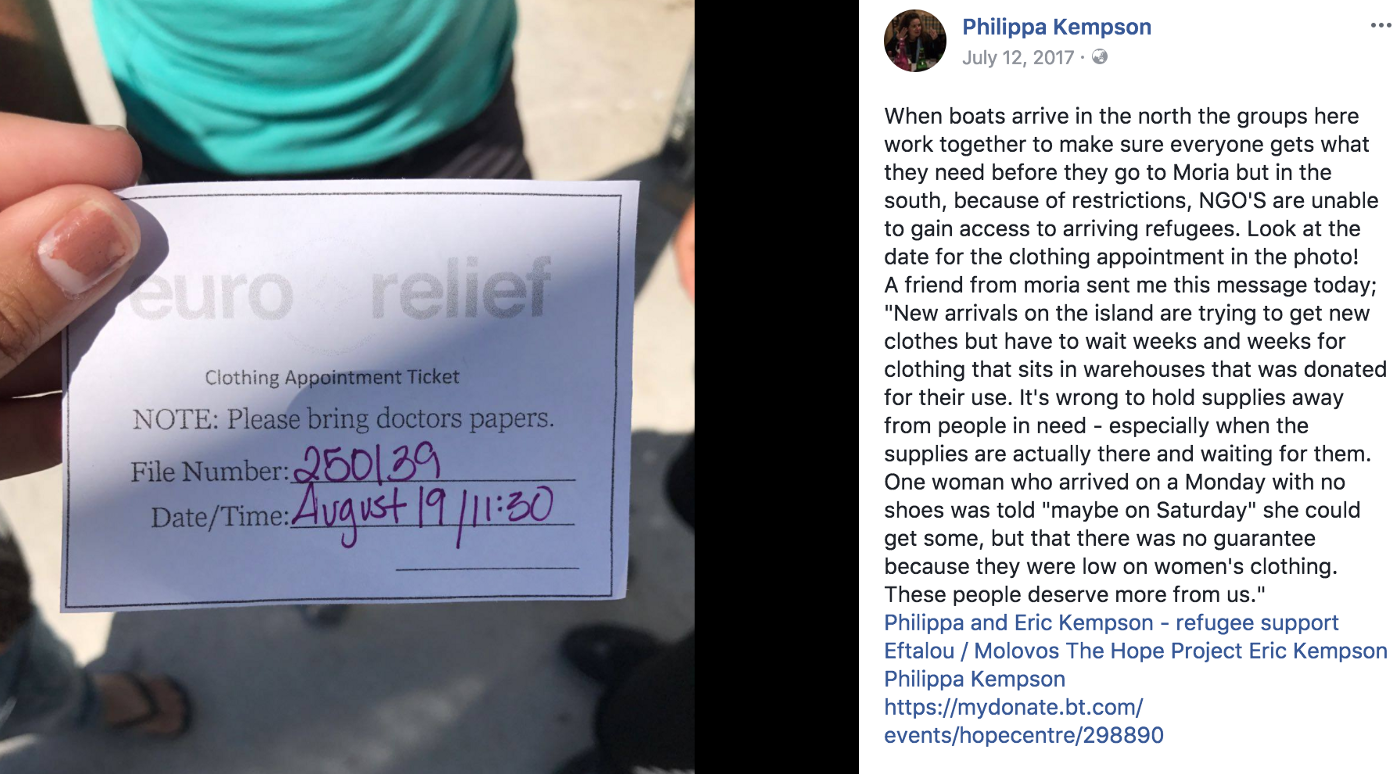 euro relief
Clothing Appointment Ticket
NOTE: Please bring doctors papers.
File Number: 250139
Date/Time: August 19/11:30
Philippa Kempson
July 12, 2017 ·
When boats arrive in the north the groups here
work together to make sure everyone gets what
they need before they go to Moria but in the
south, because of restrictions, NGO'S are unable
to gain access to arriving refugees. Look at the
date for the clothing appointment in the photo!
A friend from moria sent me this message today;
"New arrivals on the island are trying to get new
clothes but have to wait weeks and weeks for
clothing that sits in warehouses that was donated
for their use. It's wrong to hold supplies away
from people in need - especially when the
supplies are actually there and waiting for them.
One woman who arrived on a Monday with no
shoes was told "maybe on Saturday" she could
get some, but that there was no guarantee
because they were low on women's clothing.
These people deserve more from us."
Philippa and Eric Kempson - refugee support
Eftalou / Molovos The Hope Project Eric Kempson
Philippa Kempson
https://mydonate.bt.com/
events/hopecentre/298890